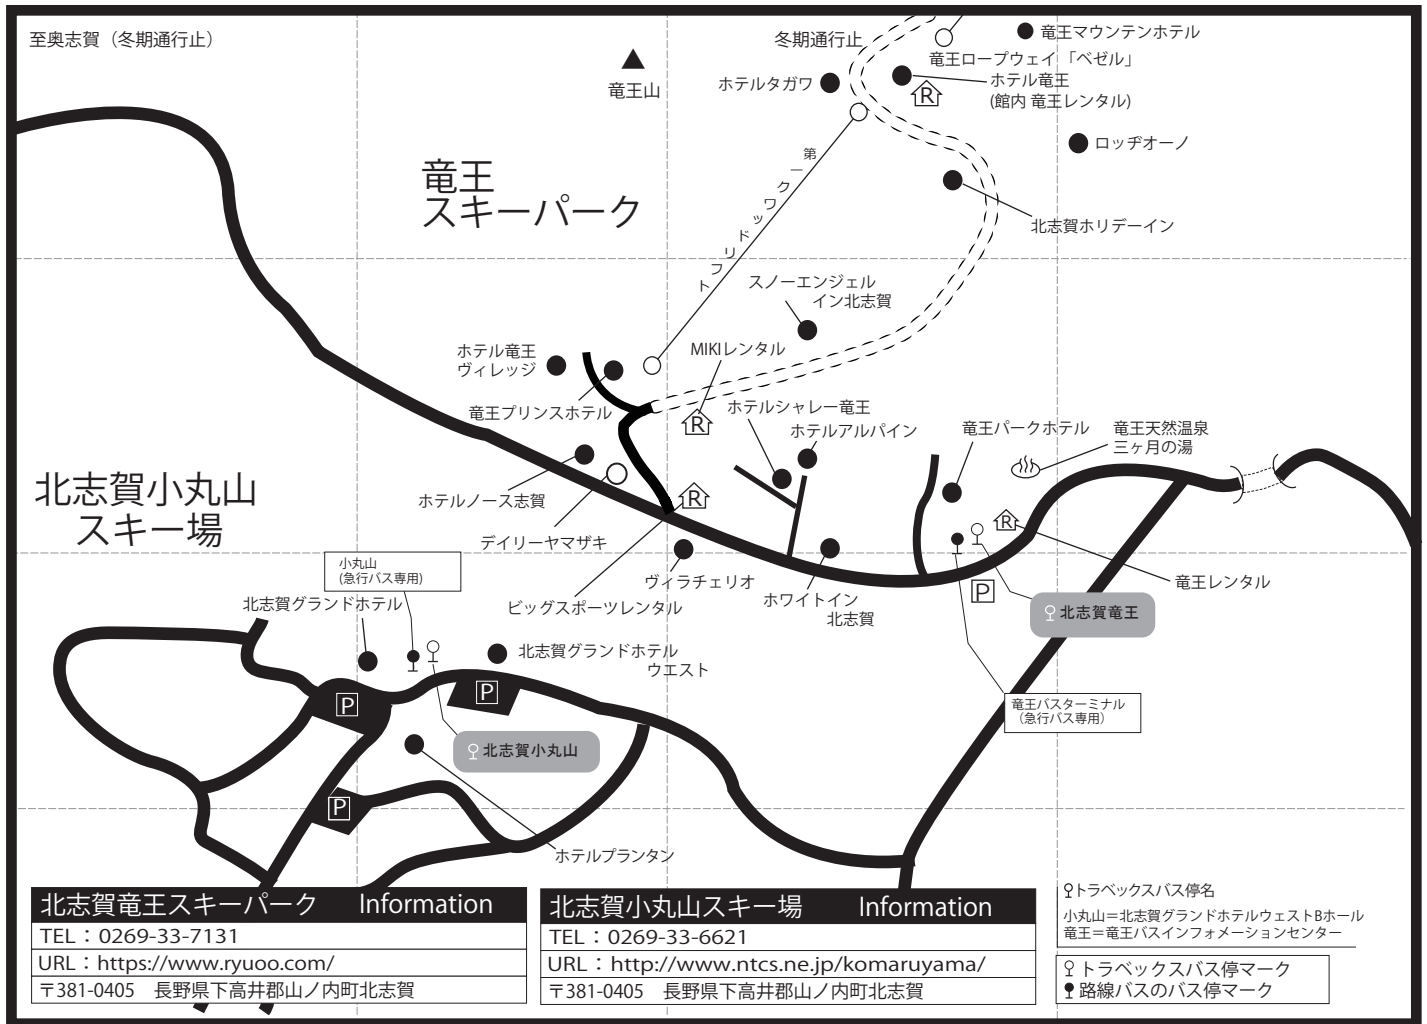 至奥志賀（冬期通行止）
冬期通行止
竜王マウンテンホテル
竜王ロープウェイ「ベゼル」
竜王山
ホテルタガワ
ホテル竜王
(館内 竜王レンタル)
R
ロッヂオーノ
第一クワッドリフト
竜王
スキーパーク
北志賀ホリデーイン
スノーエンジェル
イン北志賀
ホテル竜王
ヴィレッジ
MIKIレンタル
竜王プリンスホテル
R
ホテルシャレー竜王
ホテルアルパイン
竜王パークホテル
竜王天然温泉
三ヶ月の湯
北志賀小丸山
スキー場
ホテルノース志賀
R
R
デイリーヤマザキ
小丸山
(急行バス専用)
ヴィラチェリオ
ホワイトイン
北志賀
P
竜王レンタル
北志賀グランドホテル
ビッグスポーツレンタル
北志賀竜王
北志賀グランドホテル
ウエスト
P
P
竜王バスターミナル
（急行バス専用）
北志賀小丸山
P
ホテルプランタン
北志賀竜王スキーパーク Information
TEL：0269-33-7131
URL：https://www.ryuoo.com/
〒381-0405 長野県下高井郡山ノ内町北志賀
北志賀小丸山スキー場 Information
TEL：0269-33-6621
URL：http://www.ntcs.ne.jp/komaruyama/
〒381-0405 長野県下高井郡山ノ内町北志賀
トラベックスバス停名
小丸山＝北志賀グランドホテルウェストBホール
竜王＝竜王バスインフォメーションセンター
トラベックスバス停マーク
路線バスのバス停マーク